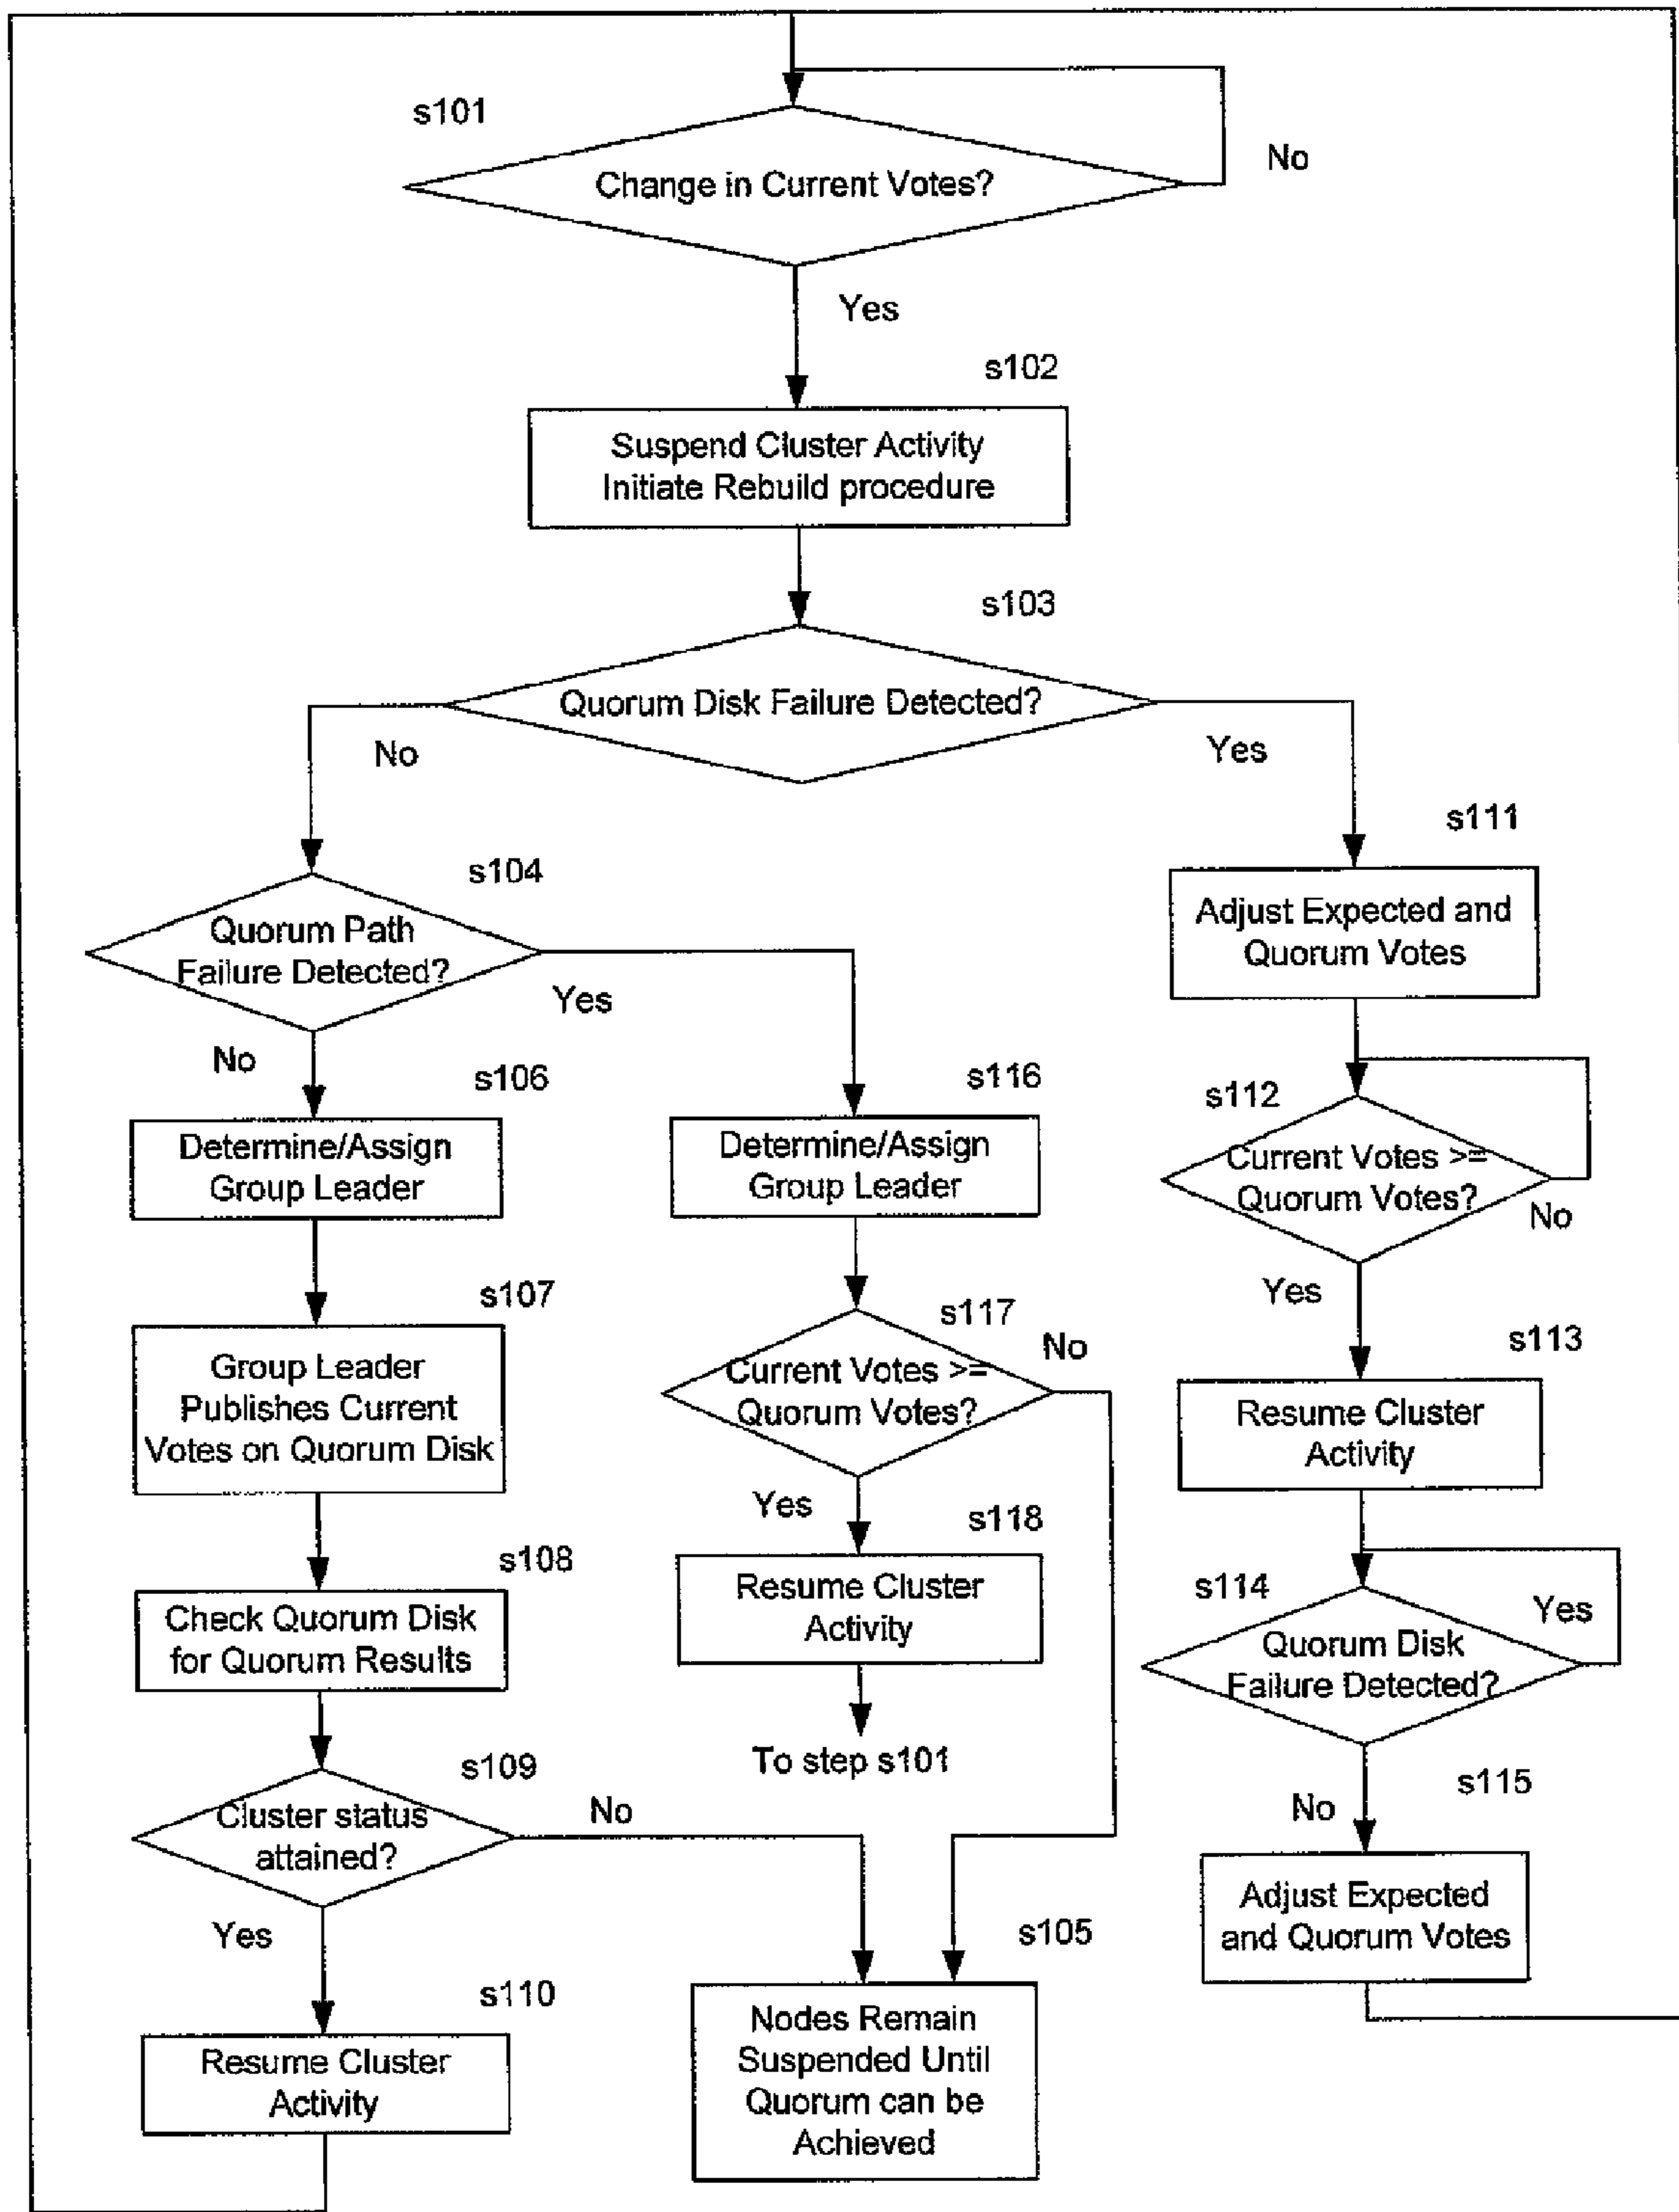 s101
Change in Current Votes?
No
Yes
s102
Suspend Cluster Activity
Initiate Rebuild procedure
s103
Quorum Disk Failure Detected?
No
Yes
s104
Quorum Path
Failure Detected?
Yes
No
s111
Adjust Expected and
Quorum Votes
s106
Determine/Assign
Group Leader
s116
Determine/Assign
Group Leader
s112
Current Votes >=
Quorum Votes?
No
Yes
s107
Group Leader
Publishes Current
Votes on Quorum Disk
s117
Current Votes >=
Quorum Votes?
No
Yes
s113
Resume Cluster
Activity
s108
Check Quorum Disk
for Quorum Results
s118
Resume Cluster
Activity
To step s101
s114
Quorum Disk
Failure Detected?
Yes
No
s109
Cluster status
attained?
No
Yes
s115
Adjust Expected
and Quorum Votes
s110
Resume Cluster
Activity
s105
Nodes Remain
Suspended Until
Quorum can be
Achieved